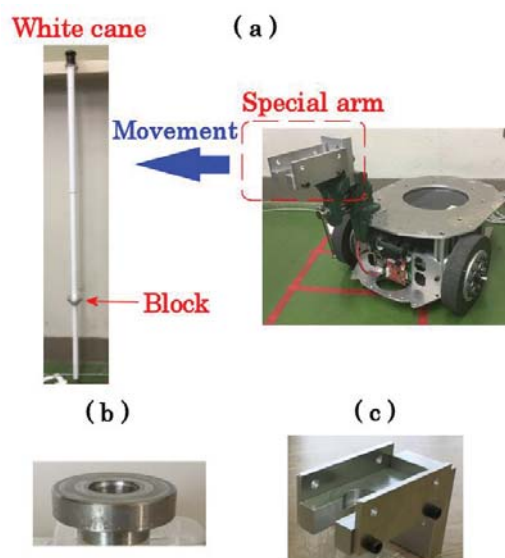 White cane
( a )
Special arm
Movement
Block
( b )
( c )